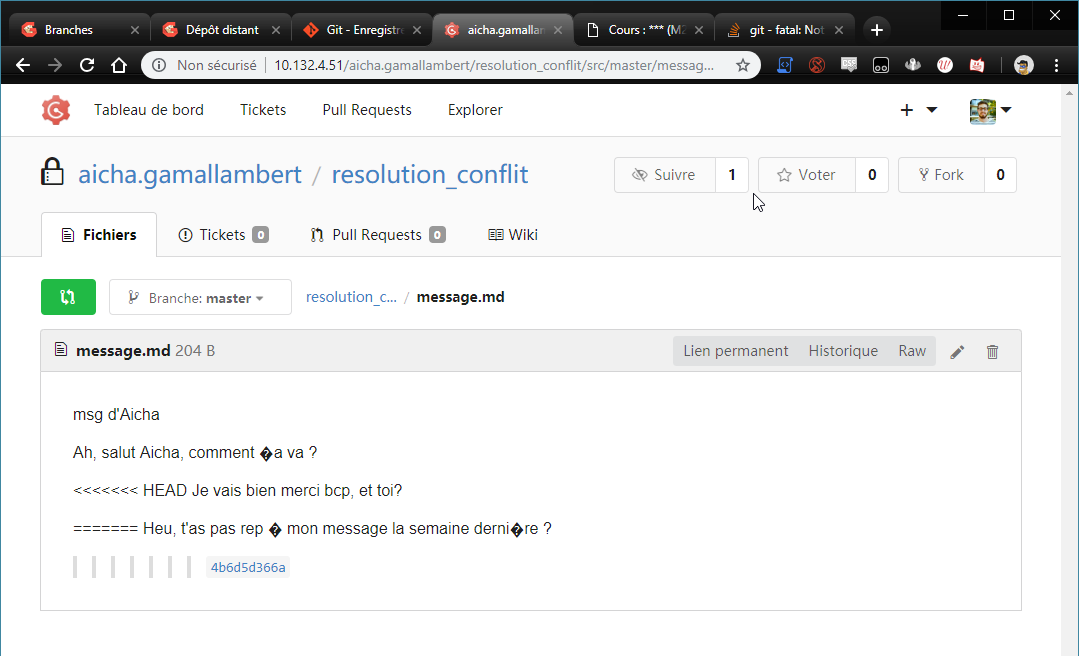 Branches
Dépôt distant
Git - Enregistre
aicha.gamallam
Cours : *** (M2
git - fatal: Not
Non sécurisé 10.132.4.51/aicha.gamallambert/resolution_conflit/src/master/messag...
Tableau de bord Tickets Pull Requests Explorer
aicha.gamallambert / resolution_conflit
Suivre 1 Voter 0 Fork 0
Fichiers Tickets 0 Pull Requests 0 Wiki
Branche: master resolution_c... / message.md
message.md 204 B Lien permanent Historique Raw
msg d'Aicha
Ah, salut Aicha, comment �a va ?
<<<<<<< HEAD Je vais bien merci bcp, et toi?
======= Heu, t'as pas rep � mon message la semaine derni�re ?
4b6d5d366a